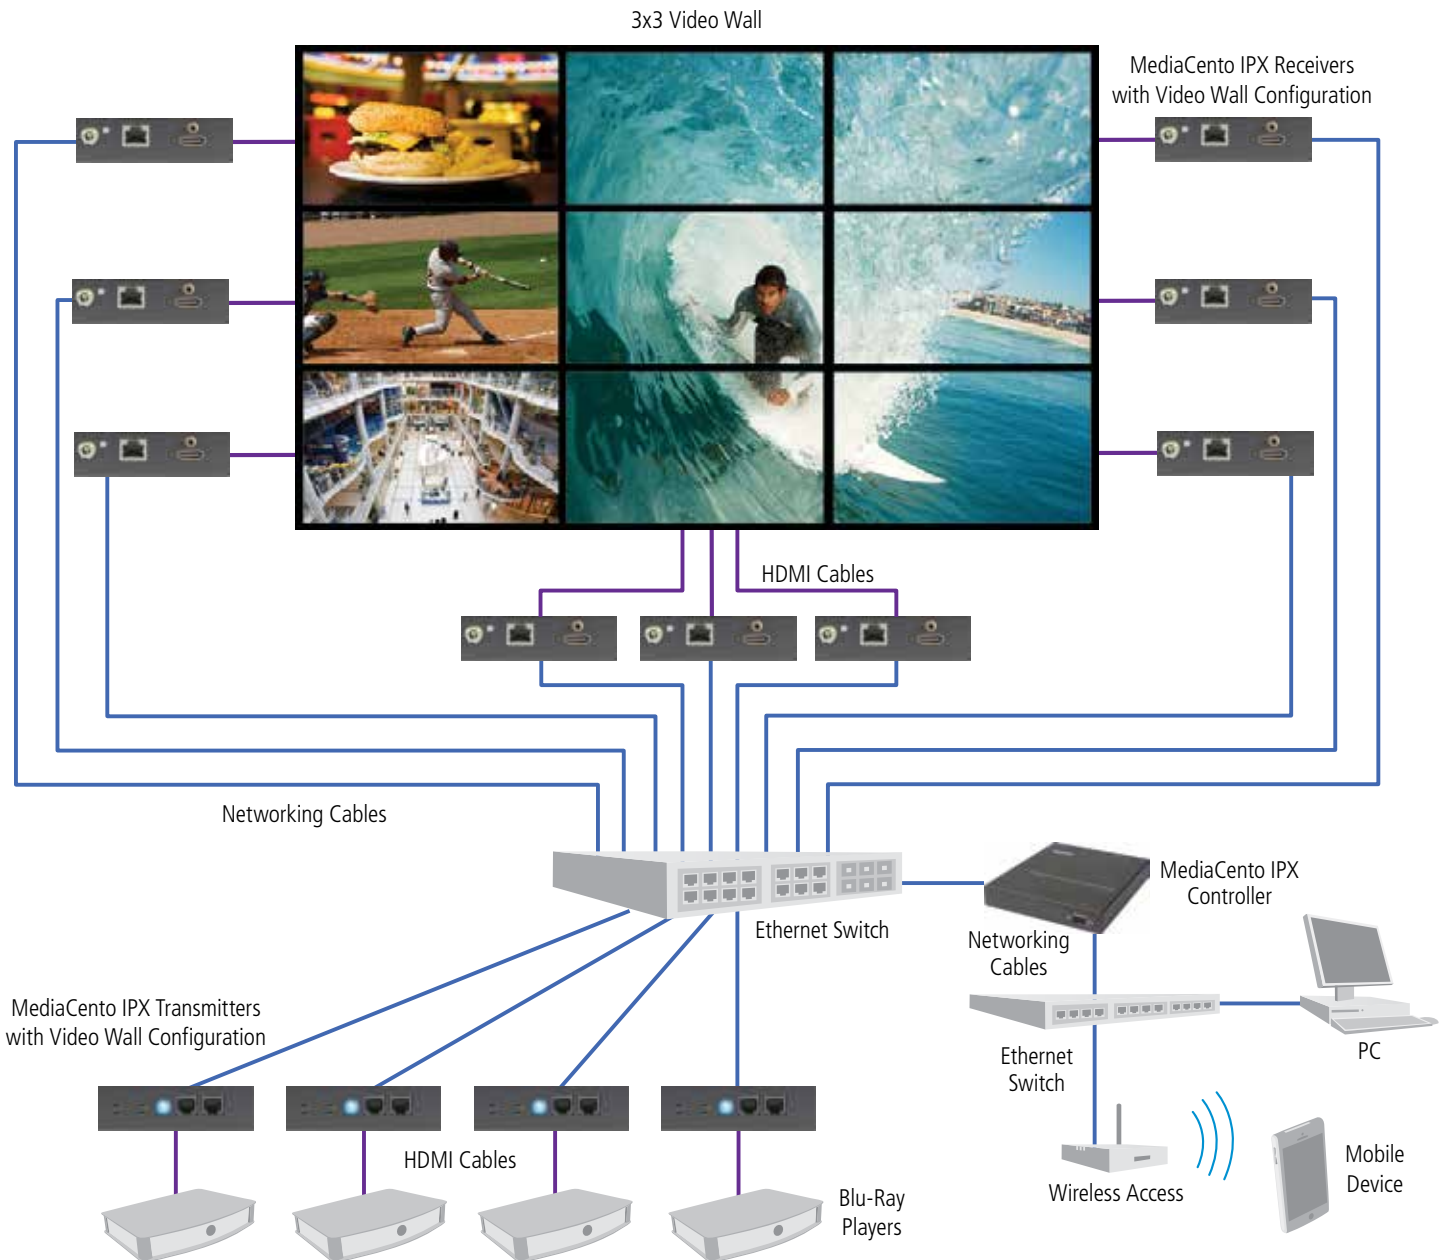 3x3 Video Wall
MediaCento IPX Receivers
with Video Wall Configuration
HDMI Cables
Networking Cables
Ethernet Switch
MediaCento IPX
Controller
Networking
Cables
MediaCento IPX Transmitters
with Video Wall Configuration
Ethernet
Switch
PC
HDMI Cables
Blu-Ray
Players
Wireless Access
Mobile
Device